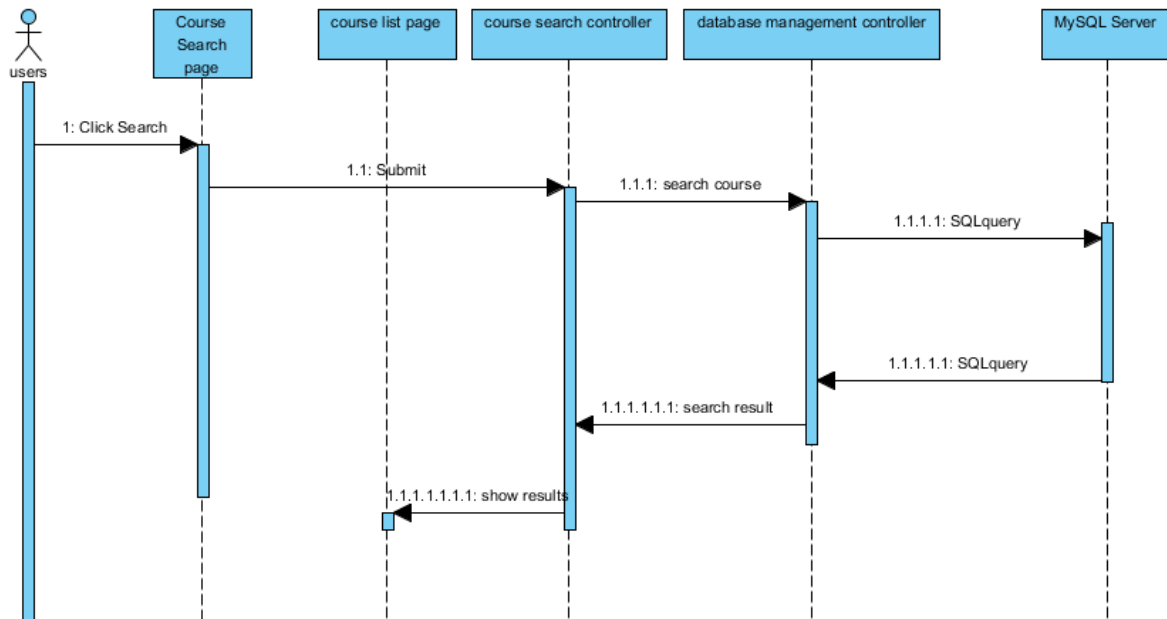 Course
Search
page
course list page
course search controller
database management controller
MySQL Server
users
1: Click Search
1.1: Submit
1.1.1: search course
1.1.1.1: SQLquery
1.1.1.1.1: SQLquery
1.1.1.1.1.1: search result
1.1.1.1.1.1.1: show results